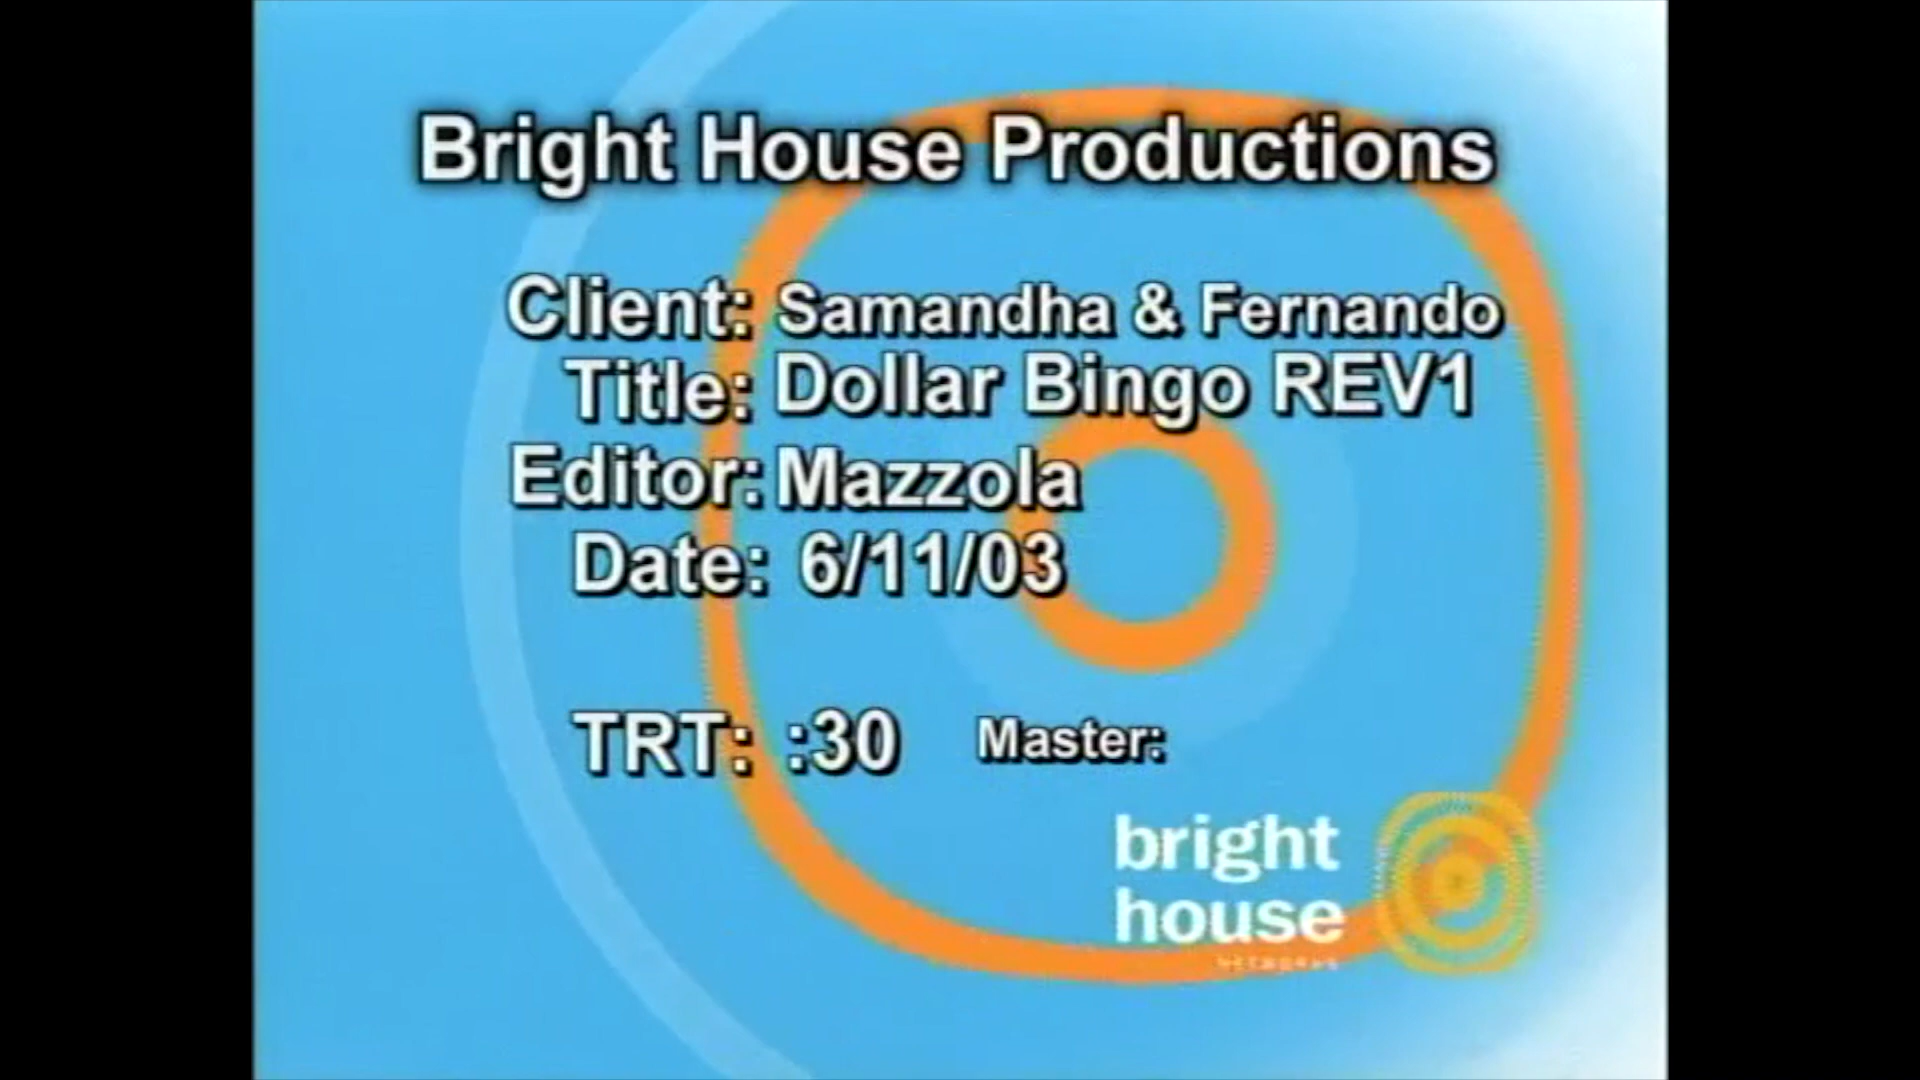 Bright House Productions
Client: Samandha & Fernando
Title: Dollar Bingo REV1
Editor: Mazzola
Date: 6/11/03
TRT: :30 Master:
bright
house
NETWORKS